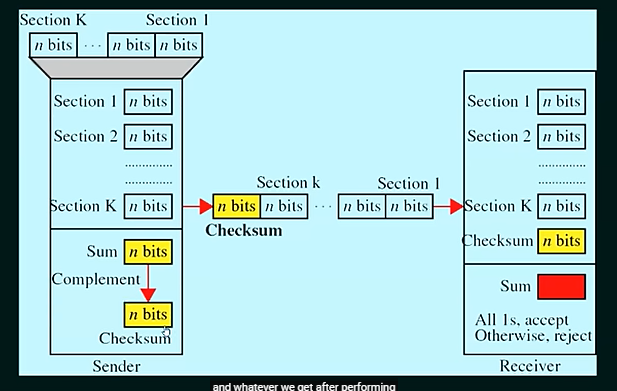 Section K Section 1
n bits ... n bits n bits
Section 1 n bits
Section 2 n bits
Section K n bits
Sum n bits
Complement
n bits
Checksum
Sender
Section k Section 1
n bits n bits ... n bits n bits
Checksum
Section 1 n bits
Section 2 n bits
Section K n bits
Checksum n bits
Sum
All 1s, accept
Otherwise, reject
Receiver
and whatever we get after performing